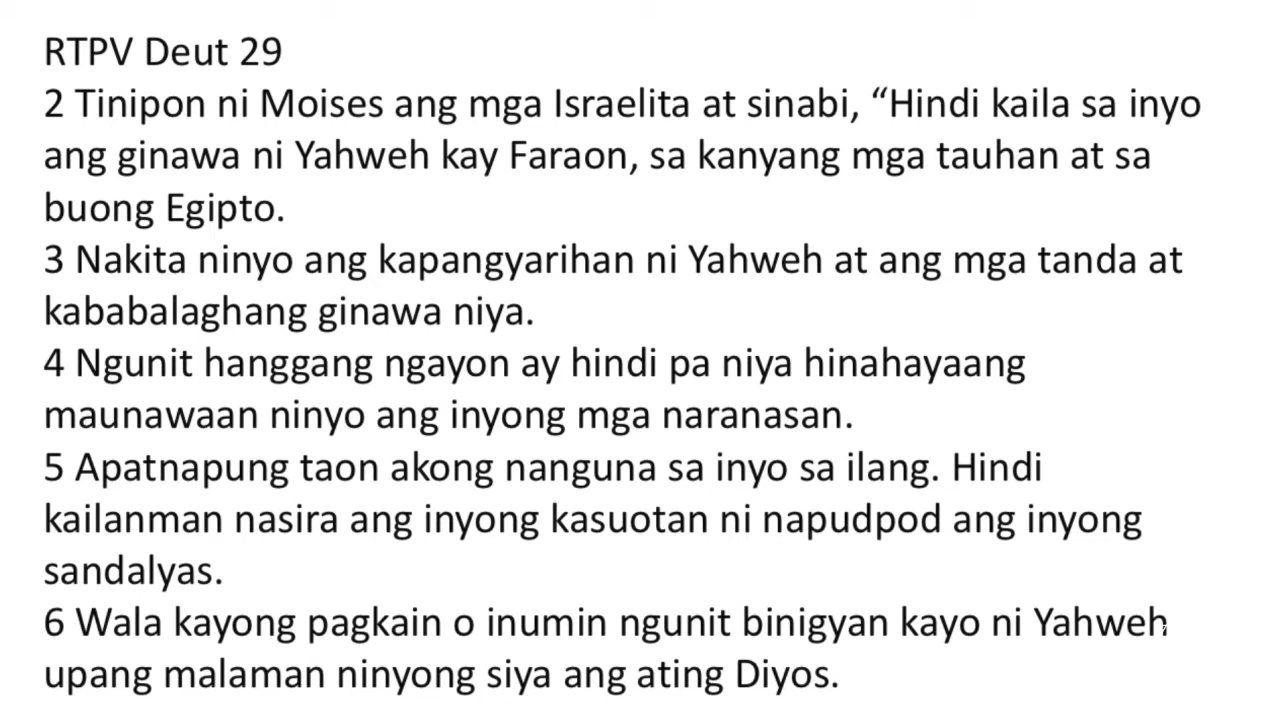 RTPV Deut 29
2 Tinipon ni Moises ang mga Israelita at sinabi, “Hindi kaila sa inyo
ang ginawa ni Yahweh kay Faraon, sa kanyang mga tauhan at sa
buong Egipto.
3 Nakita ninyo ang kapangyarihan ni Yahweh at ang mga tanda at
kababalaghang ginawa niya.
4 Ngunit hanggang ngayon ay hindi pa niya hinahayaang
maunawaan ninyo ang inyong mga naranasan.
5 Apatnapung taon akong nanguna sa inyo sa ilang. Hindi
kailanman nasira ang inyong kasuotan ni napudpod ang inyong
sandalyas.
6 Wala kayong pagkain o inumin ngunit binigyan kayo ni Yahweh
upang malaman ninyong siya ang ating Diyos.